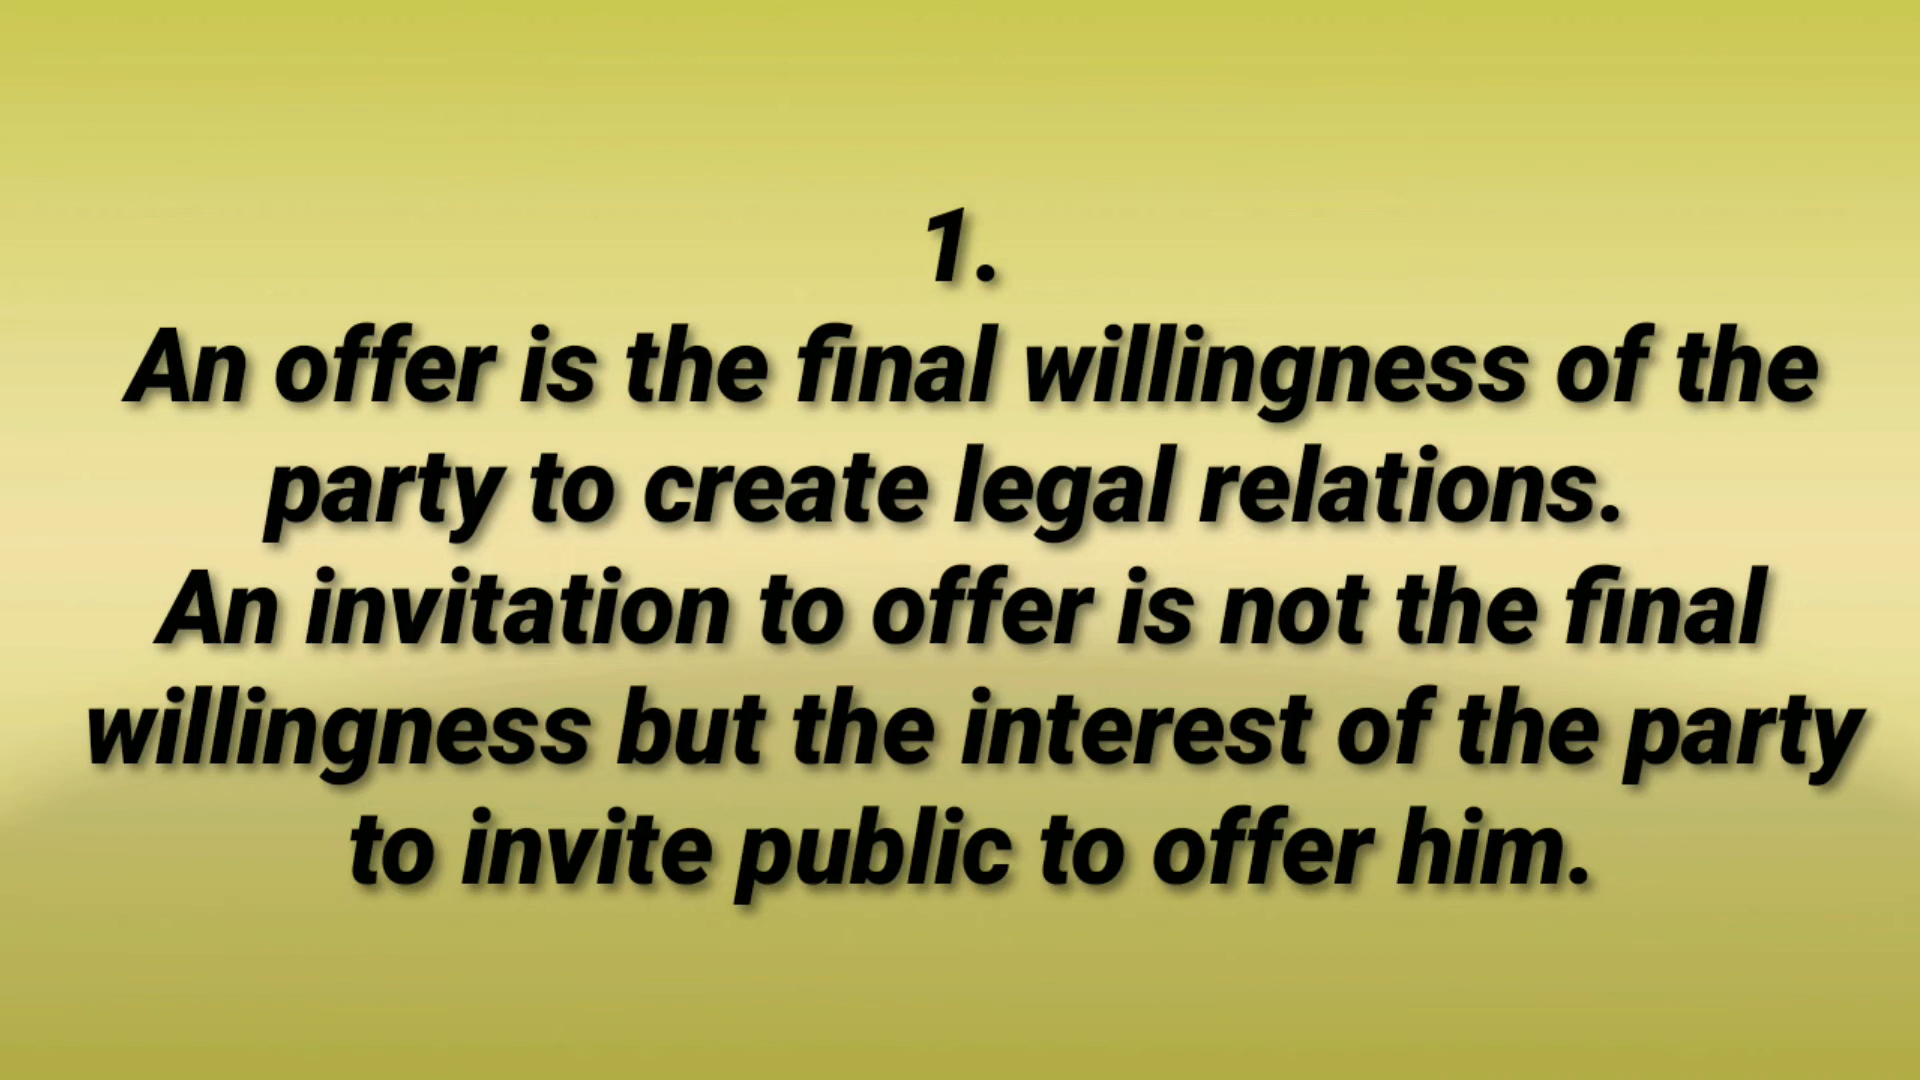 1.
An offer is the final willingness of the
party to create legal relations.
An invitation to offer is not the final
willingness but the interest of the party
to invite public to offer him.